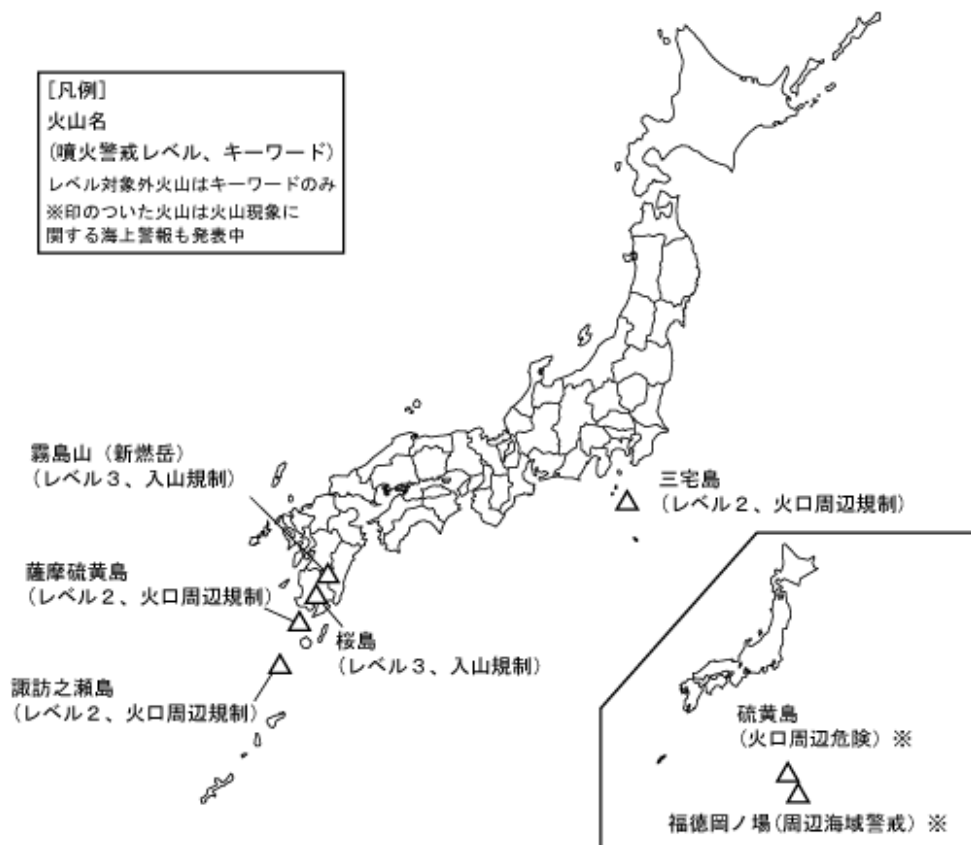 [凡例]
火山名
(噴火警戒レベル、キーワード)
レベル対象外火山はキーワードのみ
※印のついた火山は火山現象に
関する海上警報も発表中
霧島山（新燃岳）
(レベル３、入山規制)
三宅島
(レベル２、火口周辺規制)
薩摩硫黄島
(レベル２、火口周辺規制)
桜島
(レベル３、入山規制)
諏訪之瀬島
(レベル２、火口周辺規制)
硫黄島
(火口周辺危険) ※
福徳岡ノ場(周辺海域警戒) ※